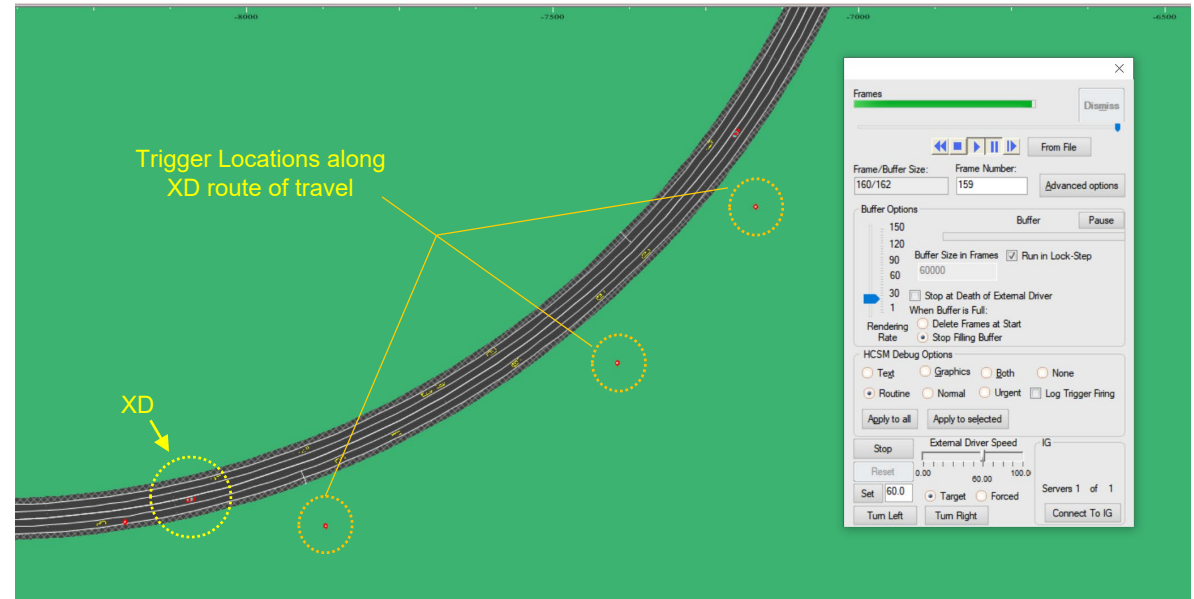 -8000
-7500
-7000
-6500
Trigger Locations along
XD route of travel
XD
Frames
Dismiss
From File
Frame/Buffer Size:
Frame Number:
160/162
159
Advanced options
Buffer Options
Buffer
Pause
150
120
90
60
30
1
Buffer Size in Frames
Run in Lock-Step
60000
Stop at Death of External Driver
When Buffer is Full:
Delete Frames at Start
Rendering
Rate
Stop Filling Buffer
HCSM Debug Options
Text
Graphics
Both
None
Routine
Normal
Urgent
Log Trigger Firing
Apply to all
Apply to selected
Stop
External Driver Speed
IG
Reset
0.00
60.00
100.0
Set
60.0
Target
Forced
Servers 1 of 1
Turn Left
Turn Right
Connect To IG